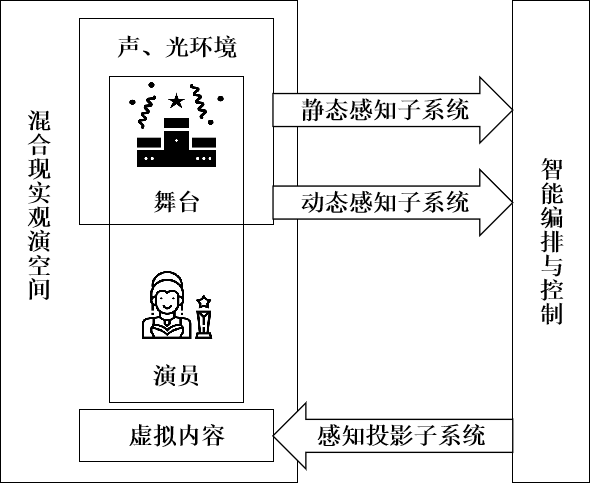 声、光环境
混合现实观演空间
舞台
演员
虚拟内容
静态感知子系统
动态感知子系统
感知投影子系统
智能编排与控制